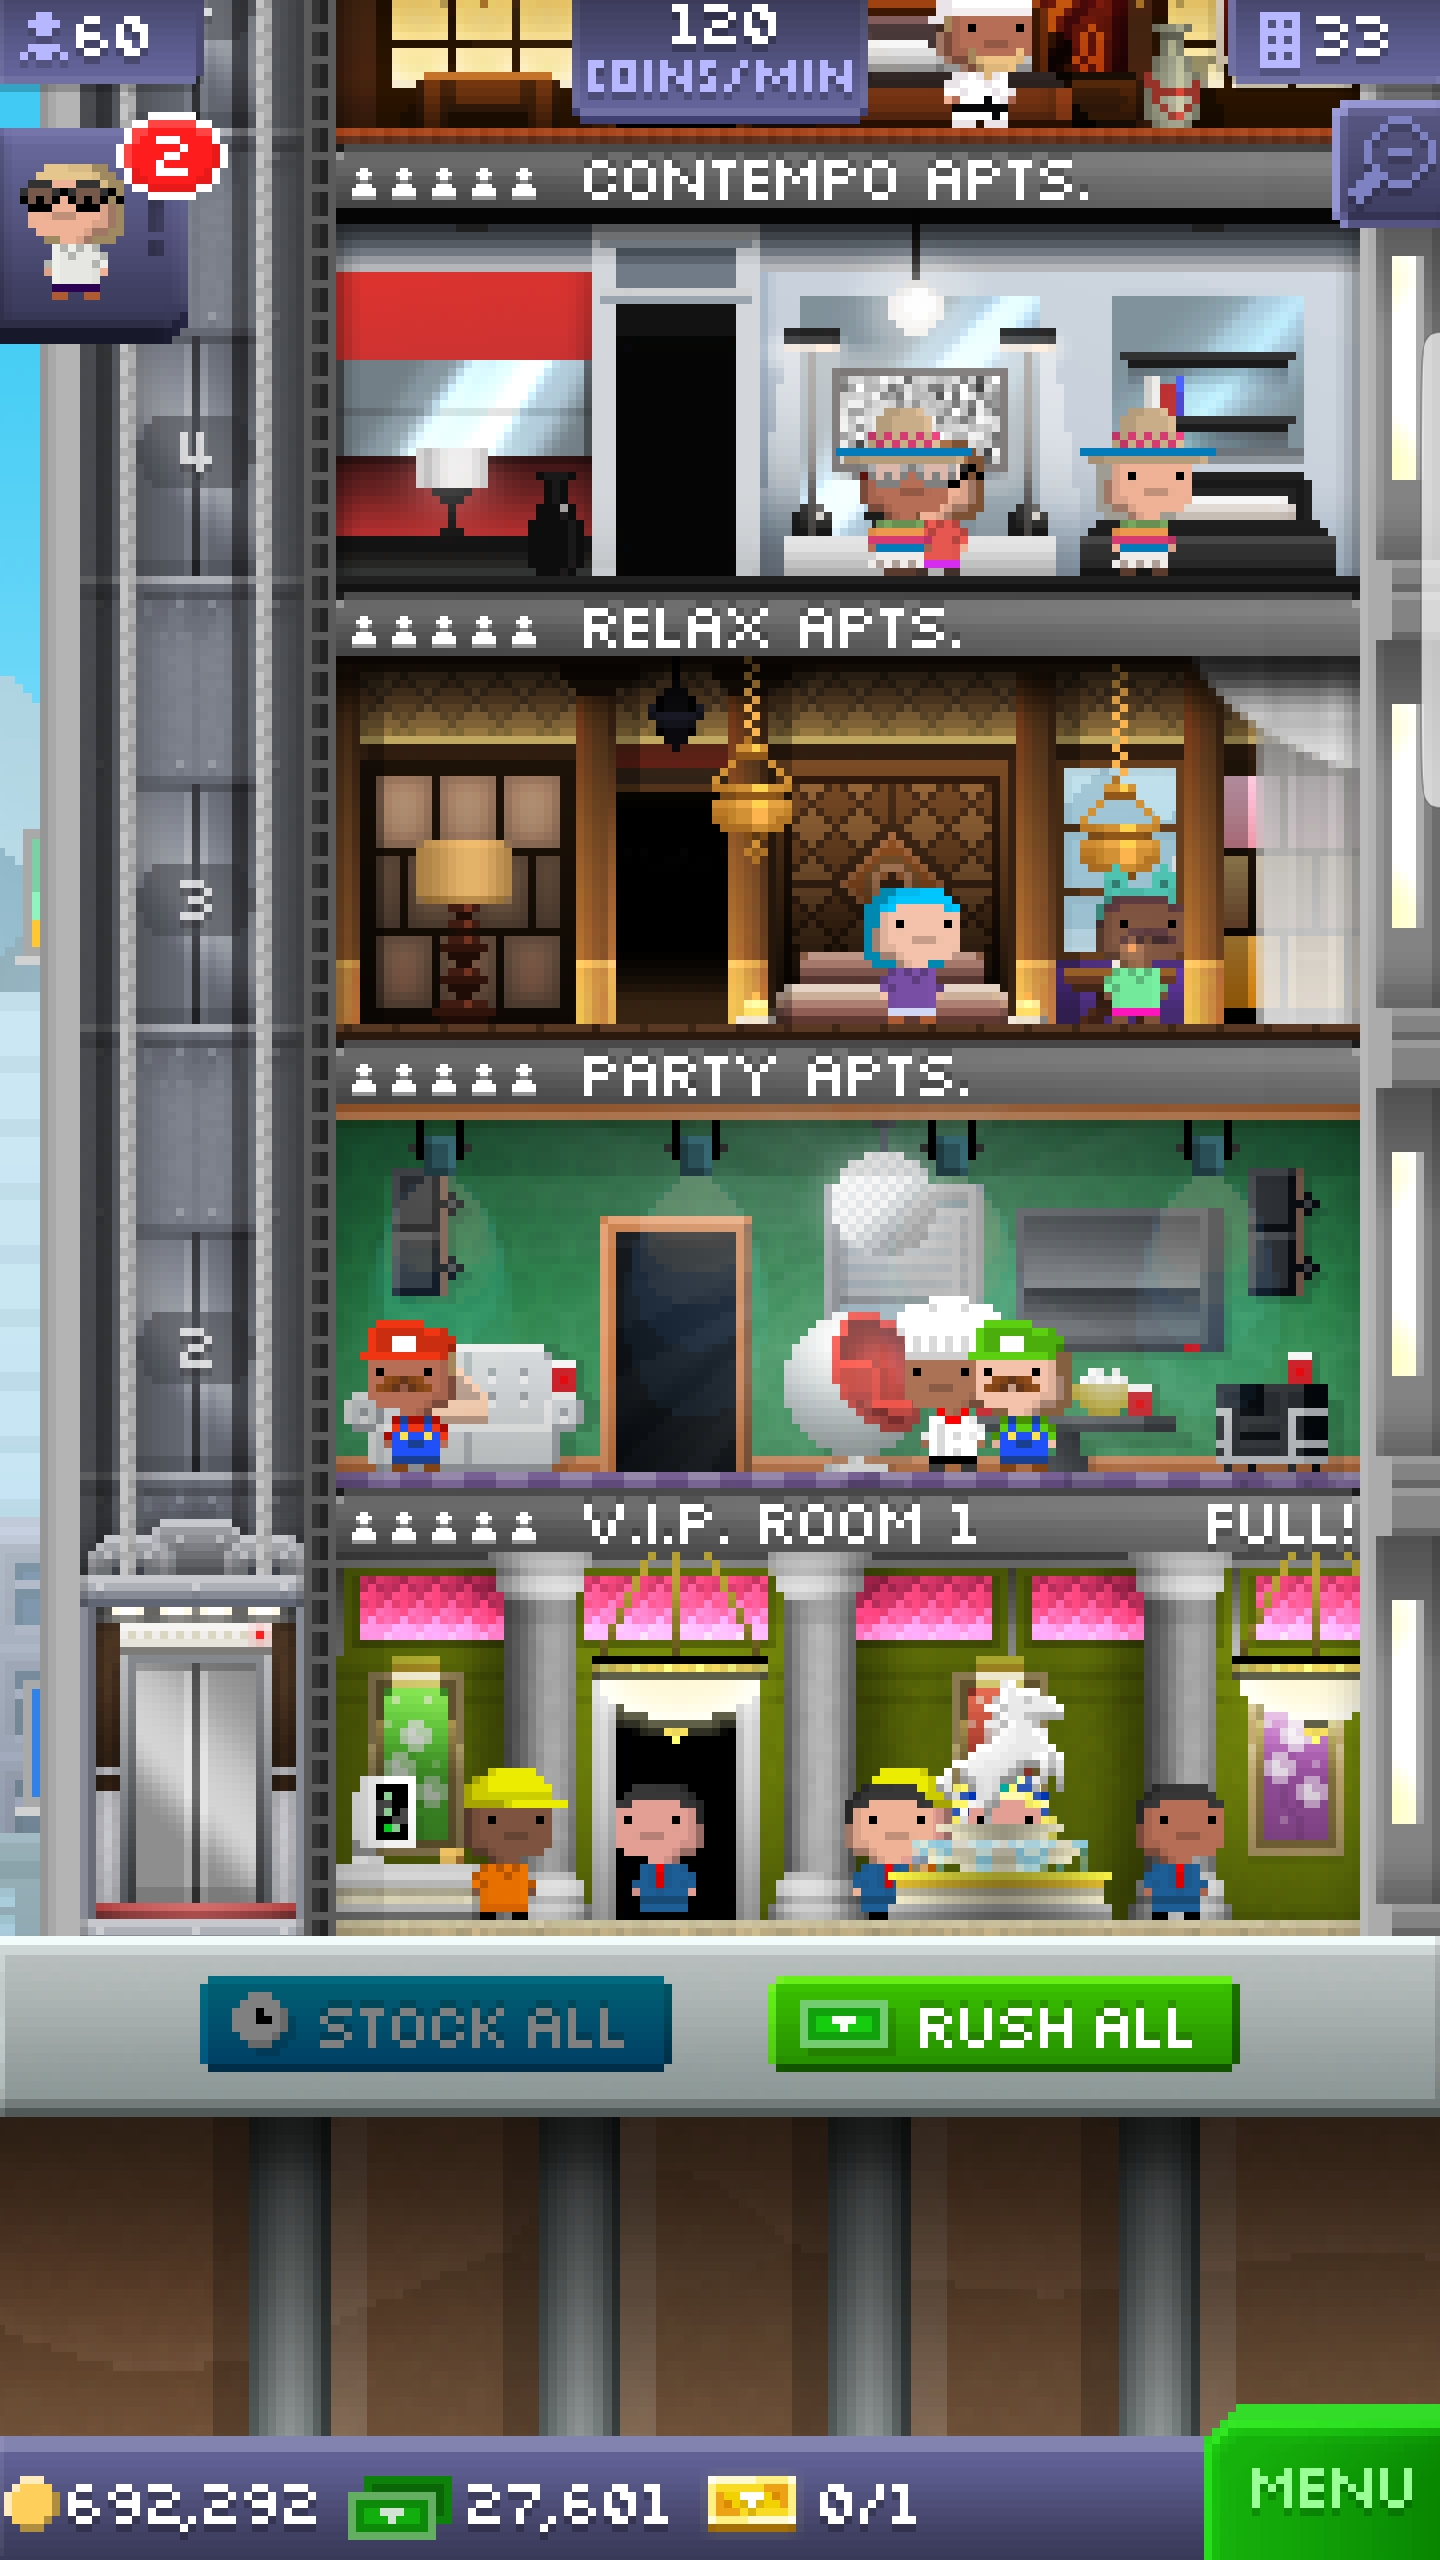 60
120
COINS/MIN
33
2
CONTEMPO APTS.
4
RELAX APTS.
3
PARTY APTS.
2
V.I.P. ROOM 1 FULL!
STOCK ALL
RUSH ALL
692,292
27,601
0/1
MENU